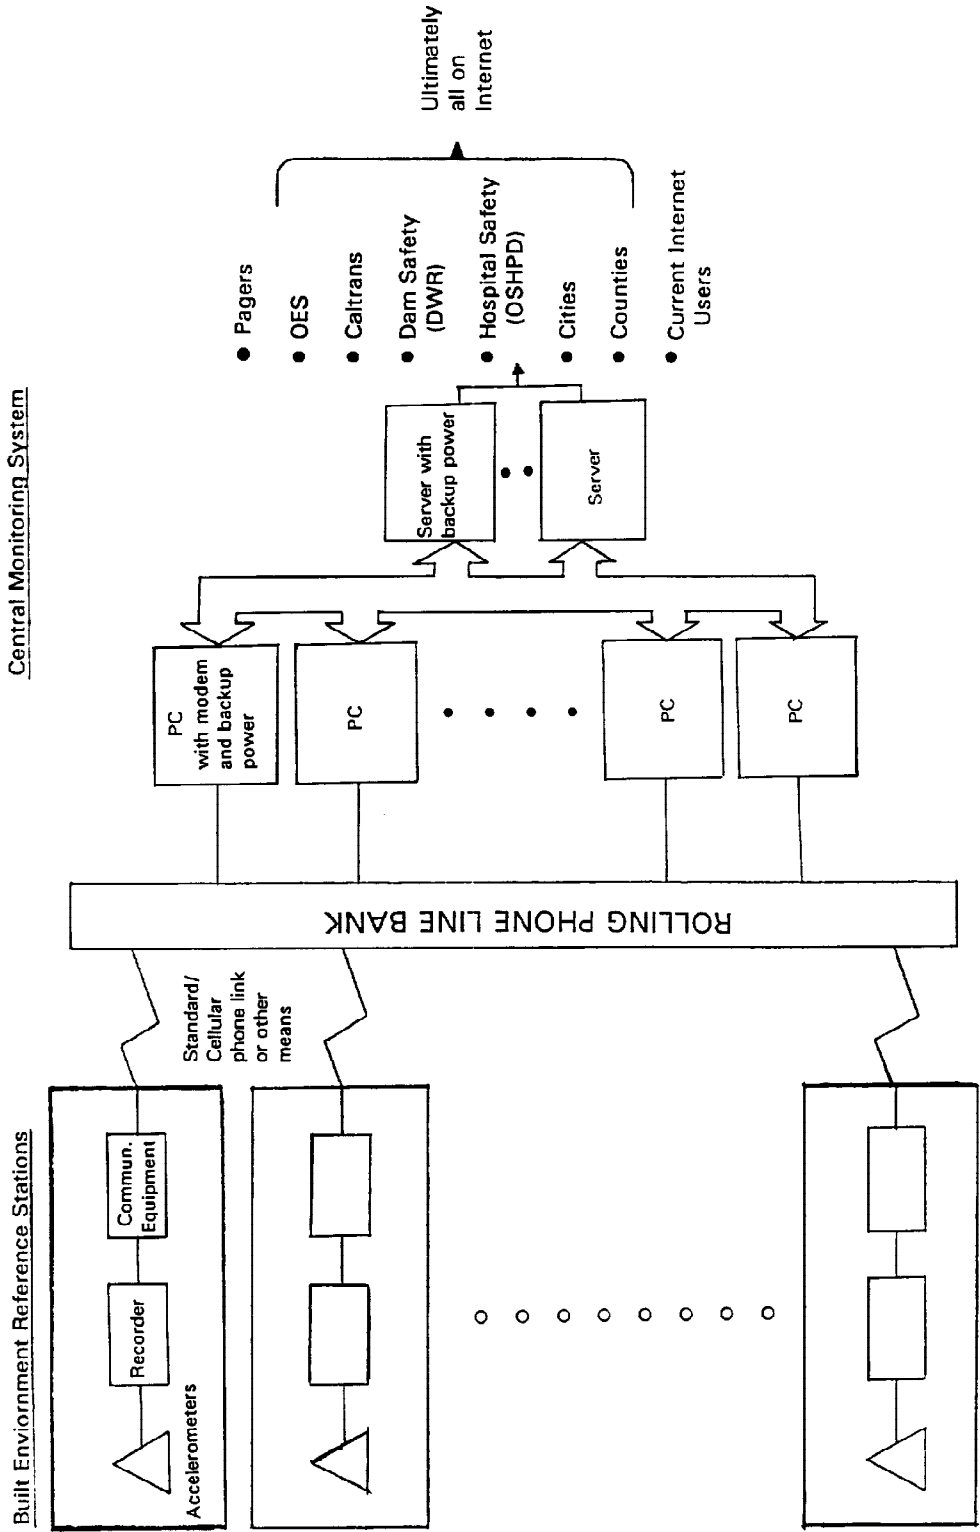 Built Enviornment Reference Stations
Central Monitoring System
Recorder
Commun.
Equipment
Accelerometers
Standard/
Cellular
phone link
or other
means
ROLLING PHONE LINE BANK
PC
with modem
and backup
power
PC
PC
PC
Server with
backup power
Server
● Pagers
● OES
● Caltrans
● Dam Safety
(DWR)
● Hospital Safety
(OSHPD)
● Cities
● Counties
● Current Internet
Users
Ultimately
all on
Internet